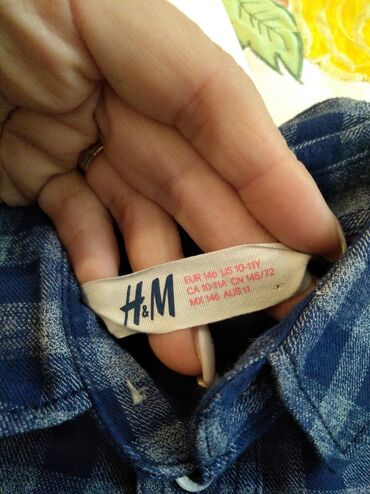 H&M
EUR 146 US 10-11Y
CA 10-11A CN 145/72
MX 146 AUS 11